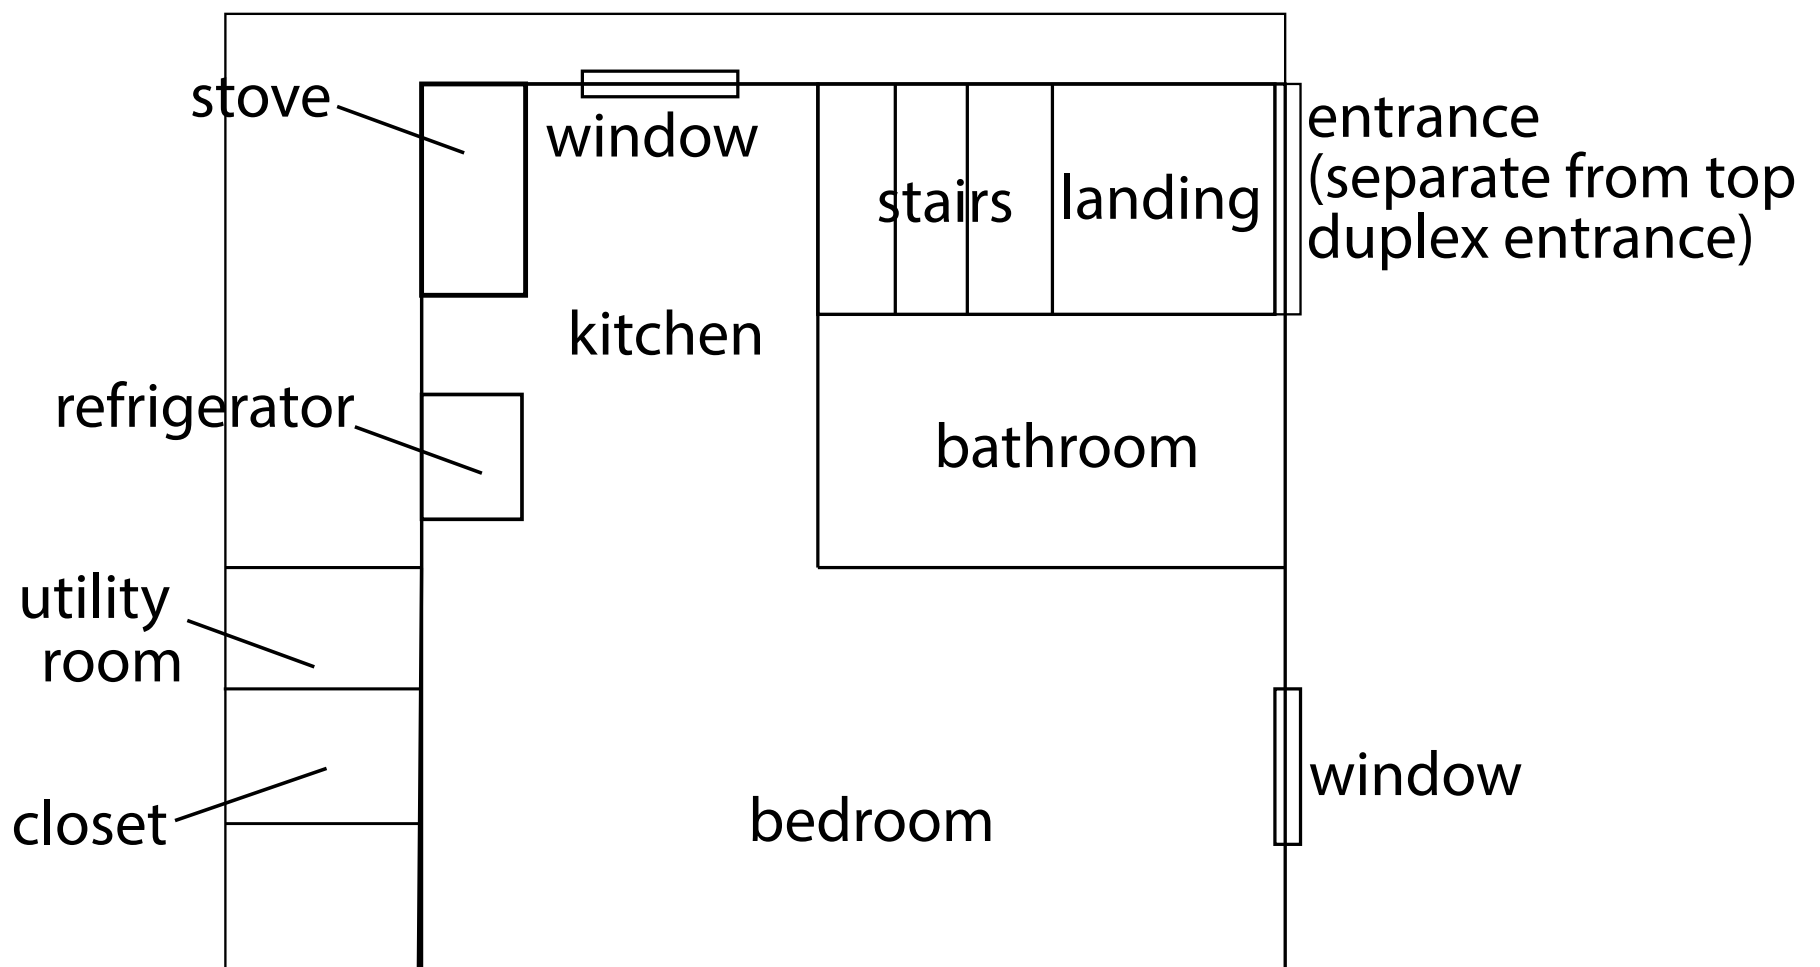 stove
window
entrance
(separate from top
duplex entrance)
stairs
landing
kitchen
refrigerator
bathroom
utility
room
closet
bedroom
window